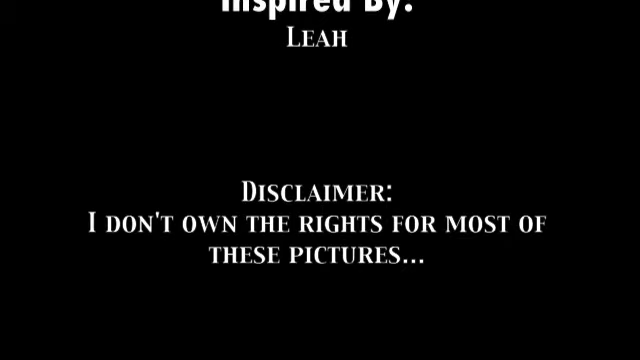 Inspired By:
Leah
Disclaimer:
I don't own the rights for most of
these pictures...